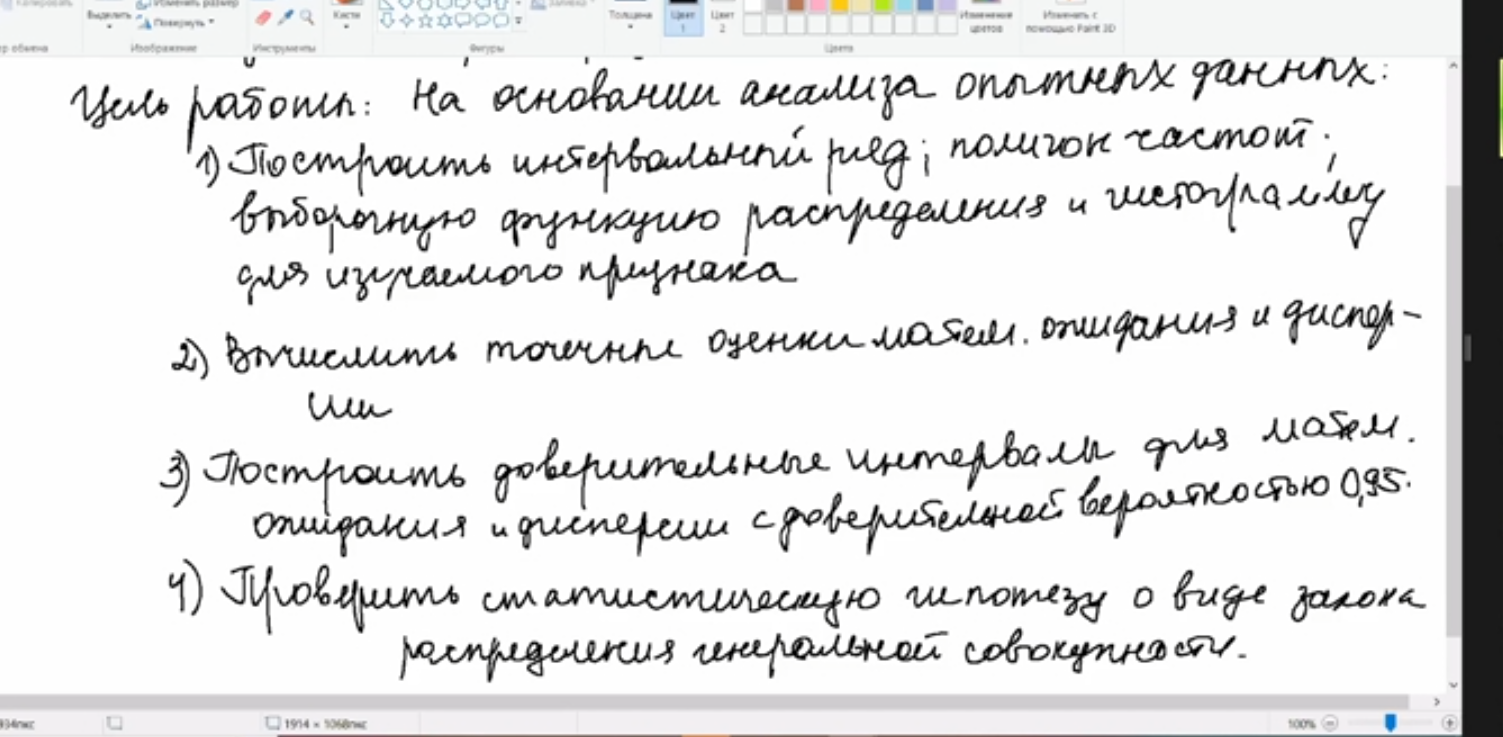 Копировать
Выделить
Изменить размер
Повернуть
Кисти
Толщина
Цвет 1
Цвет 2
Заливка
Изменение цветов
Изменить с помощью Paint 3D
р обмена
Изображение
Инструменты
Фигуры
Цвета
Цель работы: На основании анализа опытных данных:
1) Построить интервальный ряд; полигон частот;
выборочную функцию распределения и гистограмму
для изучаемого признака
2) Вычислить точечные оценки матем. ожидания и диспер-
сии
3) Построить доверительные интервалы для матем.
ожидания и дисперсии с доверительной вероятностью 0,95.
4) Проверить статистическую гипотезу о виде закона
распределения генеральной совокупности.
1914 × 1068пкс
100%